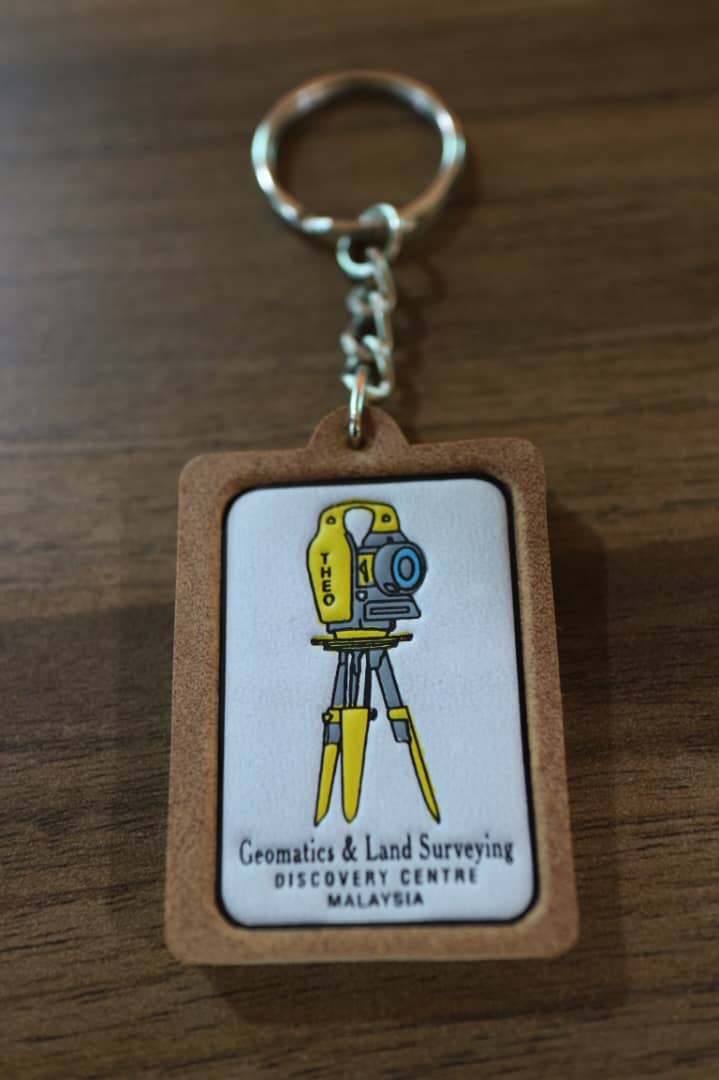 THEO
Geomatics & Land Surveying
DISCOVERY CENTRE
MALAYSIA